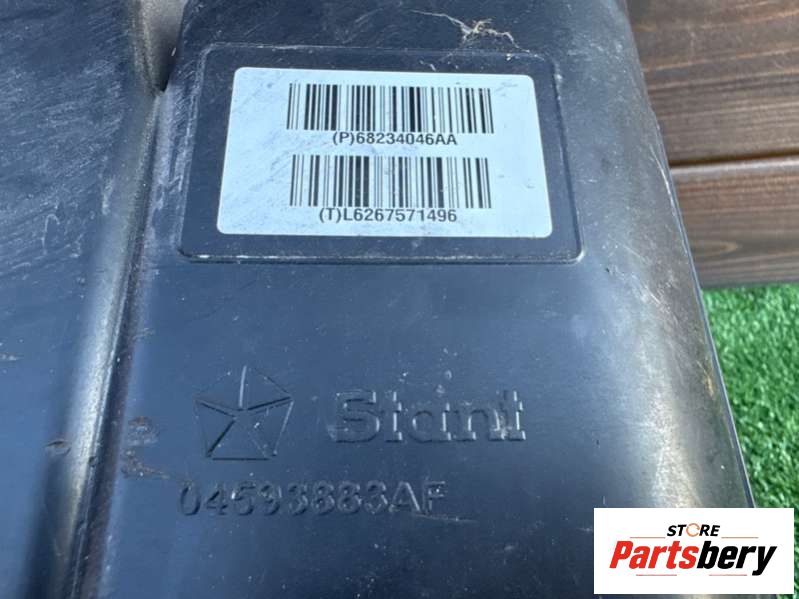 (P)68234046AA
(T)L6267571496
Stant
04593883AF
STORE
Partsbery